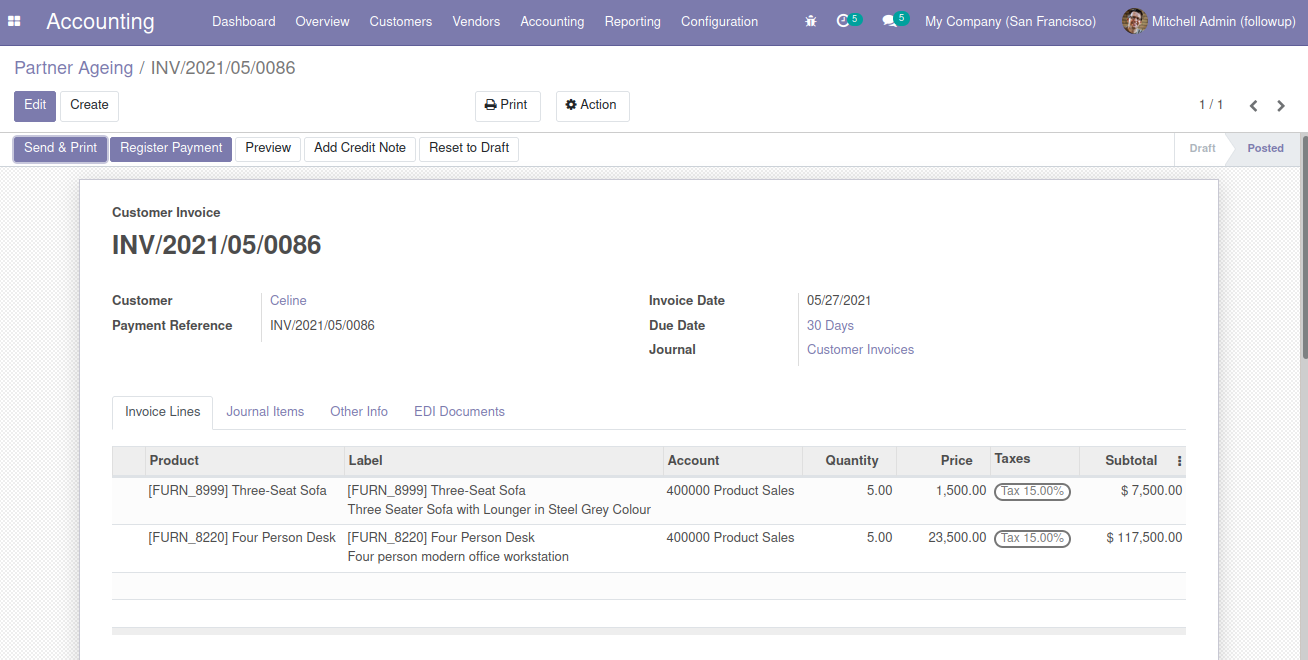 Accounting Dashboard Overview Customers Vendors Accounting Reporting Configuration 5 5 My Company (San Francisco) Mitchell Admin (followup)
Partner Ageing / INV/2021/05/0086
Edit Create Print Action 1 / 1
Send & Print Register Payment Preview Add Credit Note Reset to Draft Draft Posted
Customer Invoice
INV/2021/05/0086
Customer Celine Invoice Date 05/27/2021
Payment Reference INV/2021/05/0086 Due Date 30 Days
Journal Customer Invoices
Invoice Lines Journal Items Other Info EDI Documents
Product Label Account Quantity Price Taxes Subtotal
[FURN_8999] Three-Seat Sofa [FURN_8999] Three-Seat Sofa 400000 Product Sales 5.00 1,500.00 Tax 15.00% $ 7,500.00
Three Seater Sofa with Lounger in Steel Grey Colour
[FURN_8220] Four Person Desk [FURN_8220] Four Person Desk 400000 Product Sales 5.00 23,500.00 Tax 15.00% $ 117,500.00
Four person modern office workstation